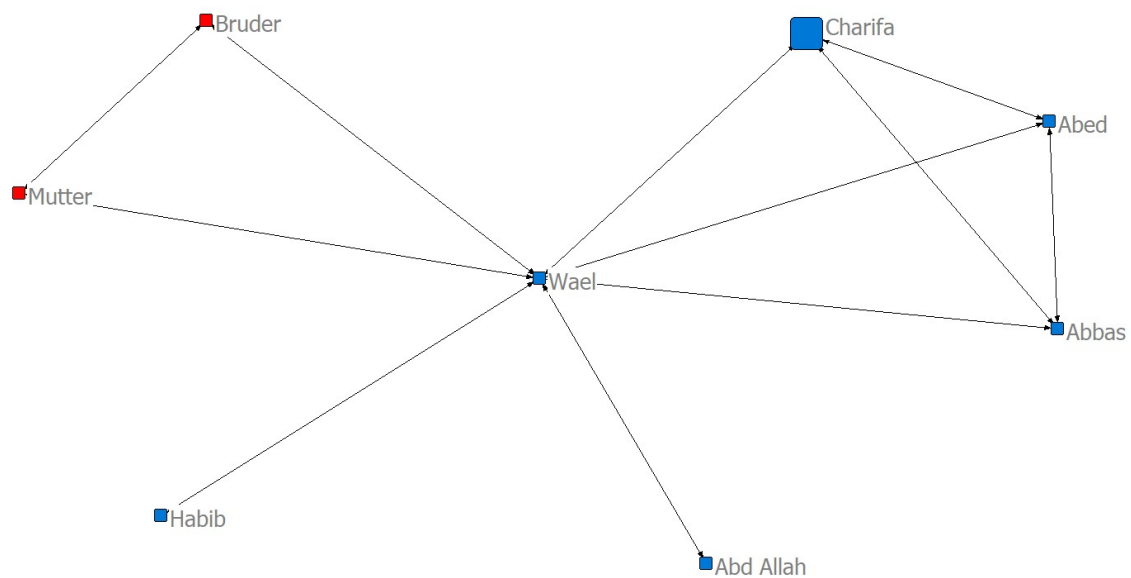 Bruder
Charifa
Abed
Mutter
Wael
Abbas
Habib
Abd Allah